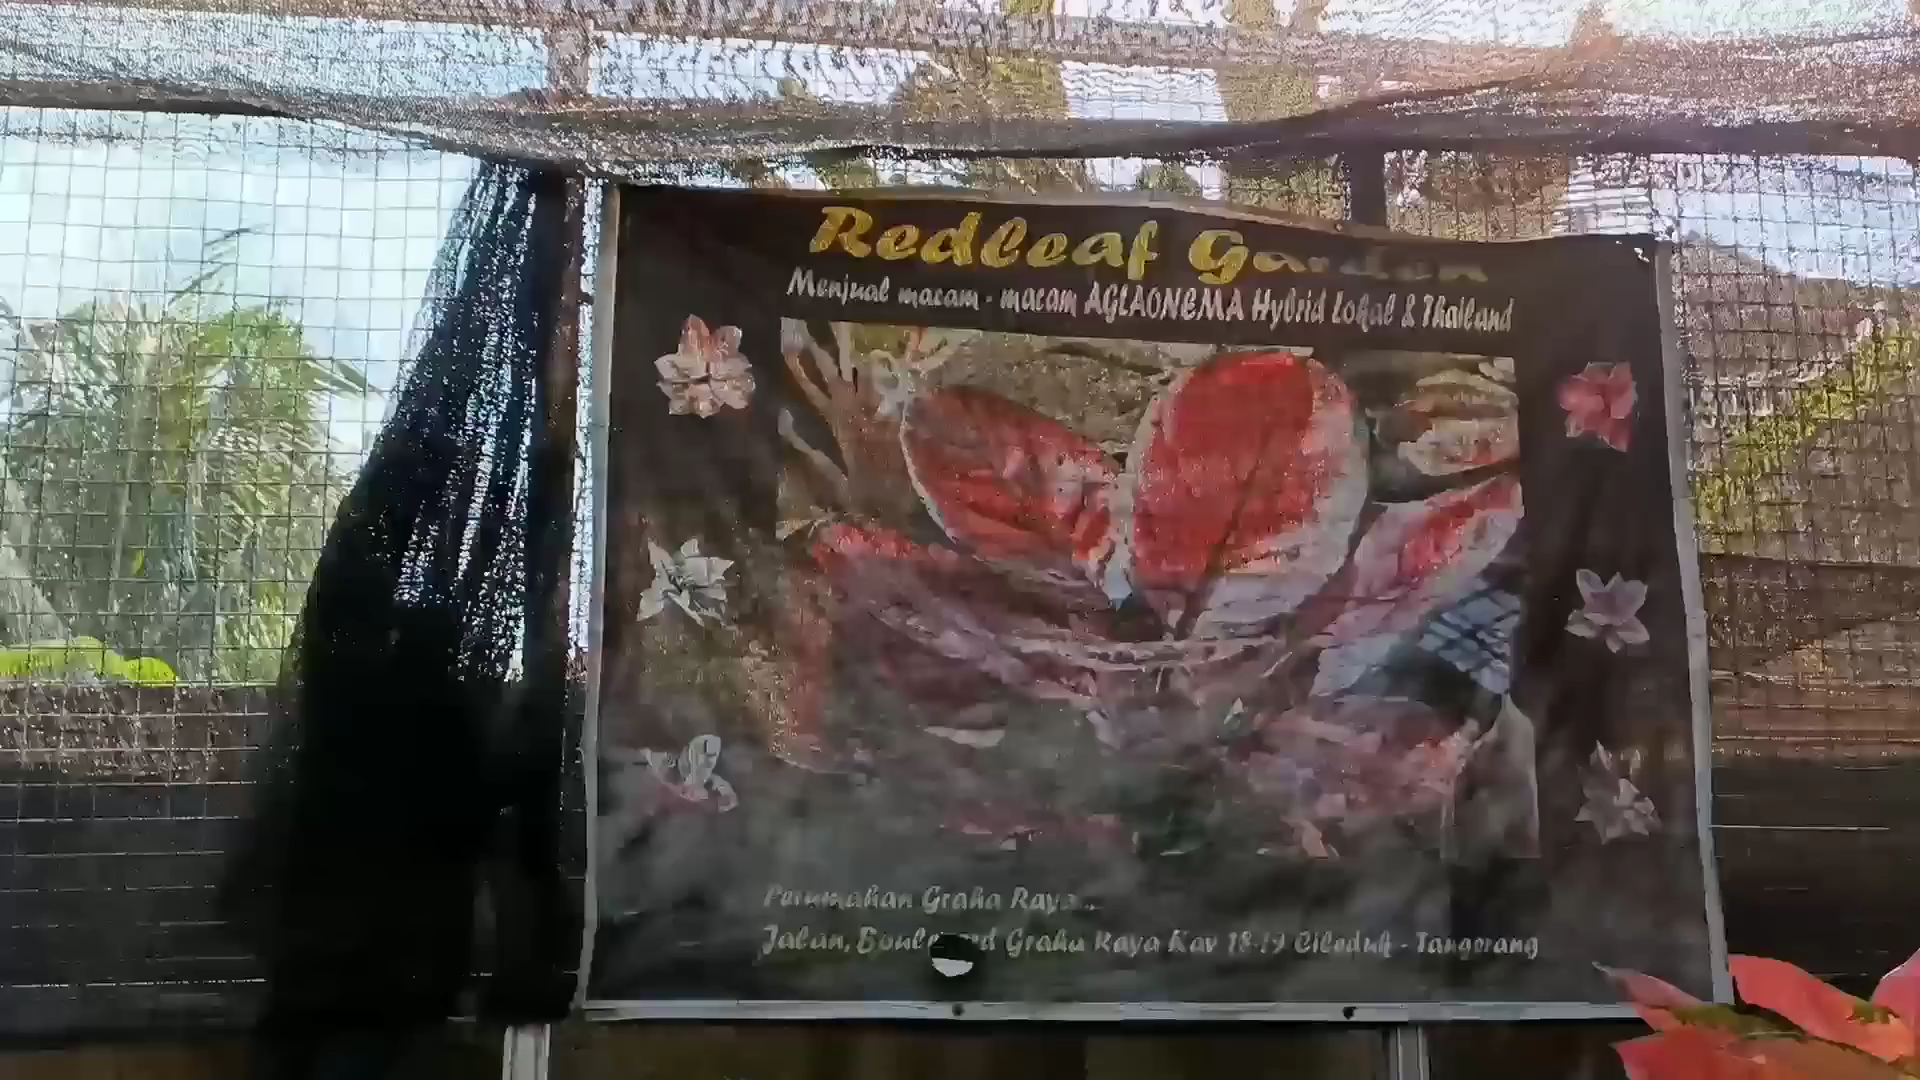 Redleaf Garden
Menjual macam - macam AGLAONEMA Hybrid Lokal & Thailand
Perumahan Graha Raya...
Jalan, Boulevard Graha Raya Kav 18-19 Cileduk - Tangerang